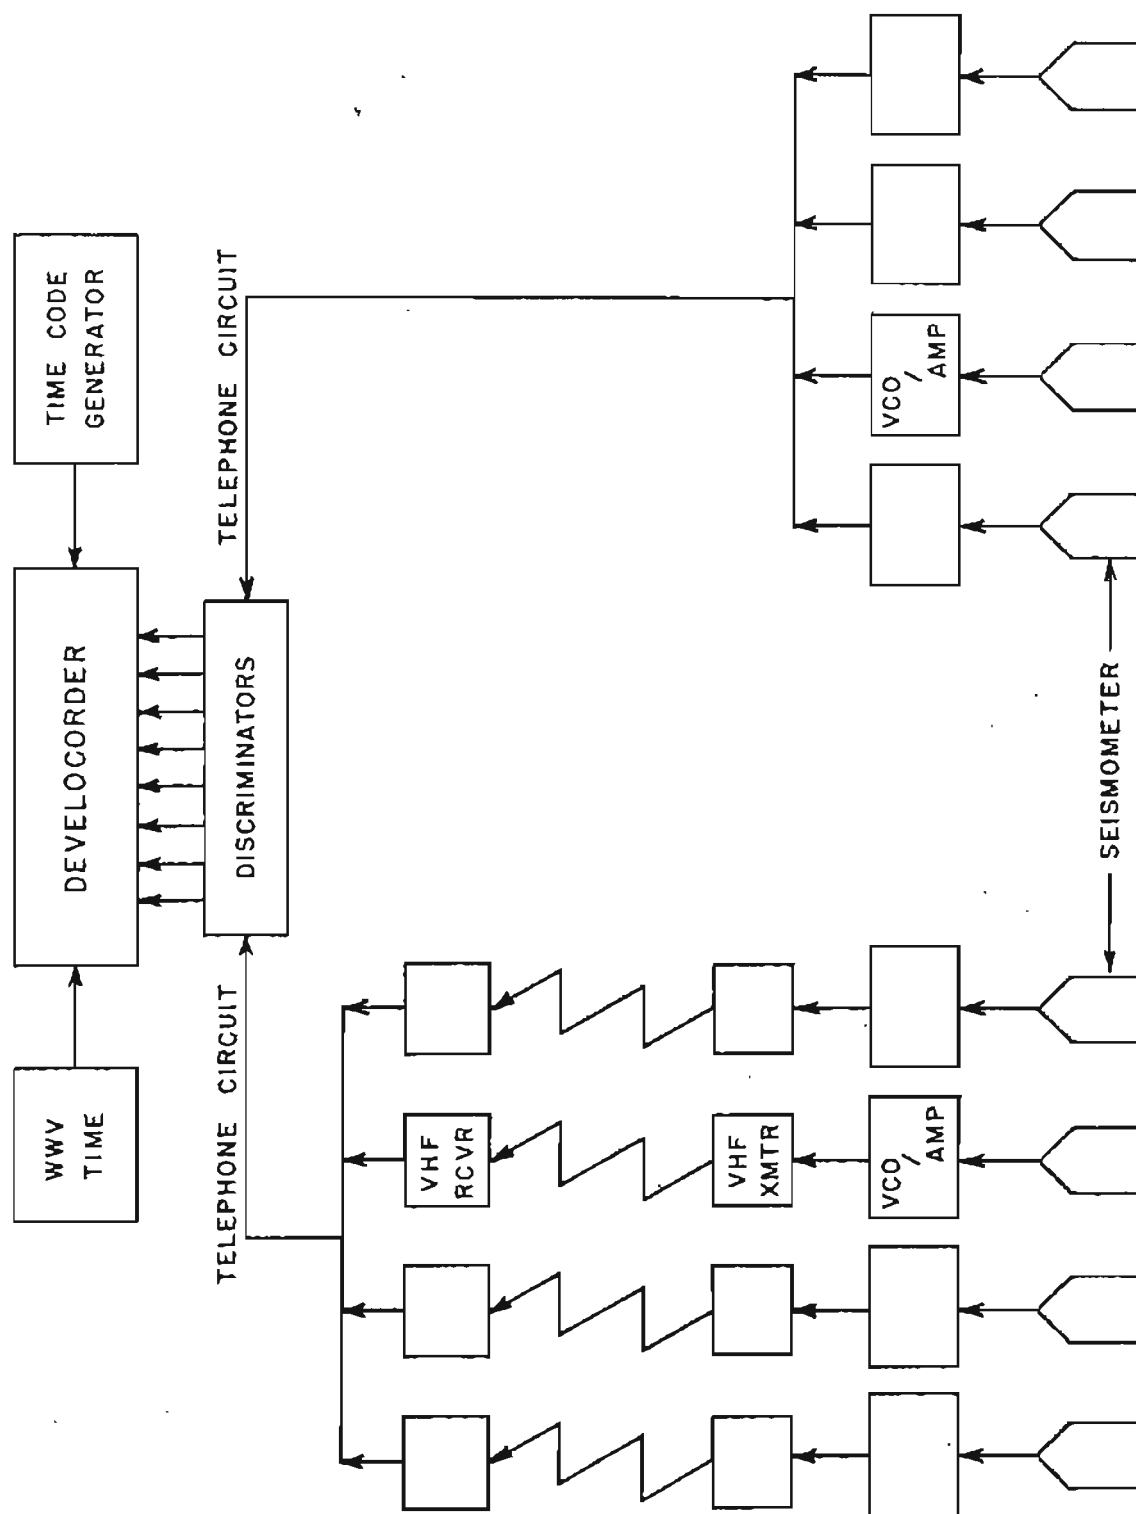 WWV
TIME
DEVELOCORDER
TIME CODE
GENERATOR
TELEPHONE CIRCUIT
DISCRIMINATORS
TELEPHONE CIRCUIT
VHF
RCVR
VHF
XMTR
VCO/
AMP
VCO/
AMP
SEISMOMETER